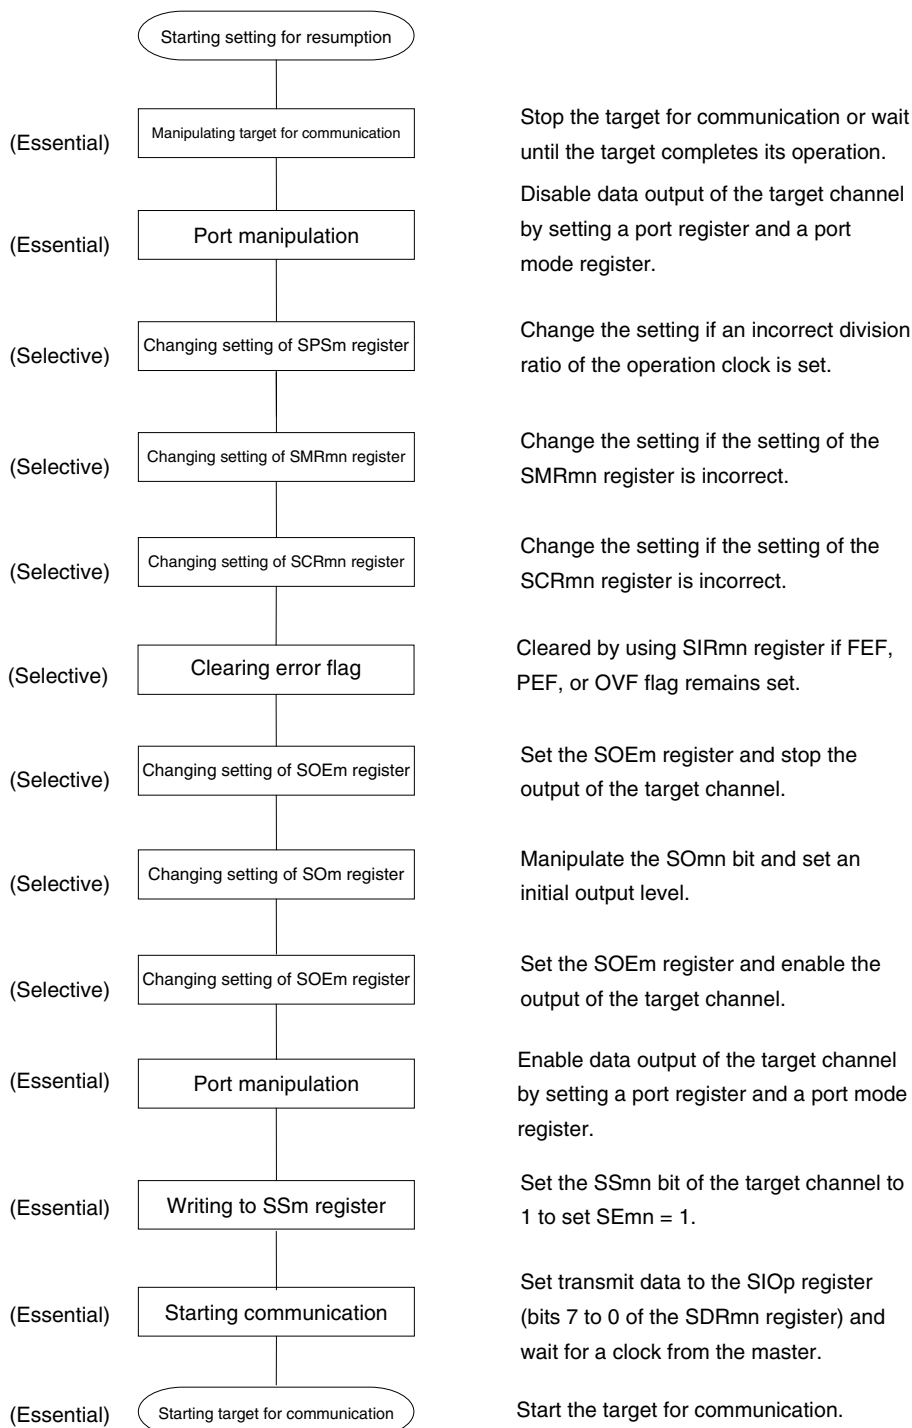 Starting setting for resumption
(Essential)
Manipulating target for communication
Stop the target for communication or wait
until the target completes its operation.
(Essential)
Port manipulation
Disable data output of the target channel
by setting a port register and a port
mode register.
(Selective)
Changing setting of SPSm register
Change the setting if an incorrect division
ratio of the operation clock is set.
(Selective)
Changing setting of SMRmn register
Change the setting if the setting of the
SMRmn register is incorrect.
(Selective)
Changing setting of SCRmn register
Change the setting if the setting of the
SCRmn register is incorrect.
(Selective)
Clearing error flag
Cleared by using SIRmn register if FEF,
PEF, or OVF flag remains set.
(Selective)
Changing setting of SOEm register
Set the SOEm register and stop the
output of the target channel.
(Selective)
Changing setting of SOm register
Manipulate the SOmn bit and set an
initial output level.
(Selective)
Changing setting of SOEm register
Set the SOEm register and enable the
output of the target channel.
(Essential)
Port manipulation
Enable data output of the target channel
by setting a port register and a port mode
register.
(Essential)
Writing to SSm register
Set the SSmn bit of the target channel to
1 to set SEmn = 1.
(Essential)
Starting communication
Set transmit data to the SIOp register
(bits 7 to 0 of the SDRmn register) and
wait for a clock from the master.
(Essential)
Starting target for communication
Start the target for communication.